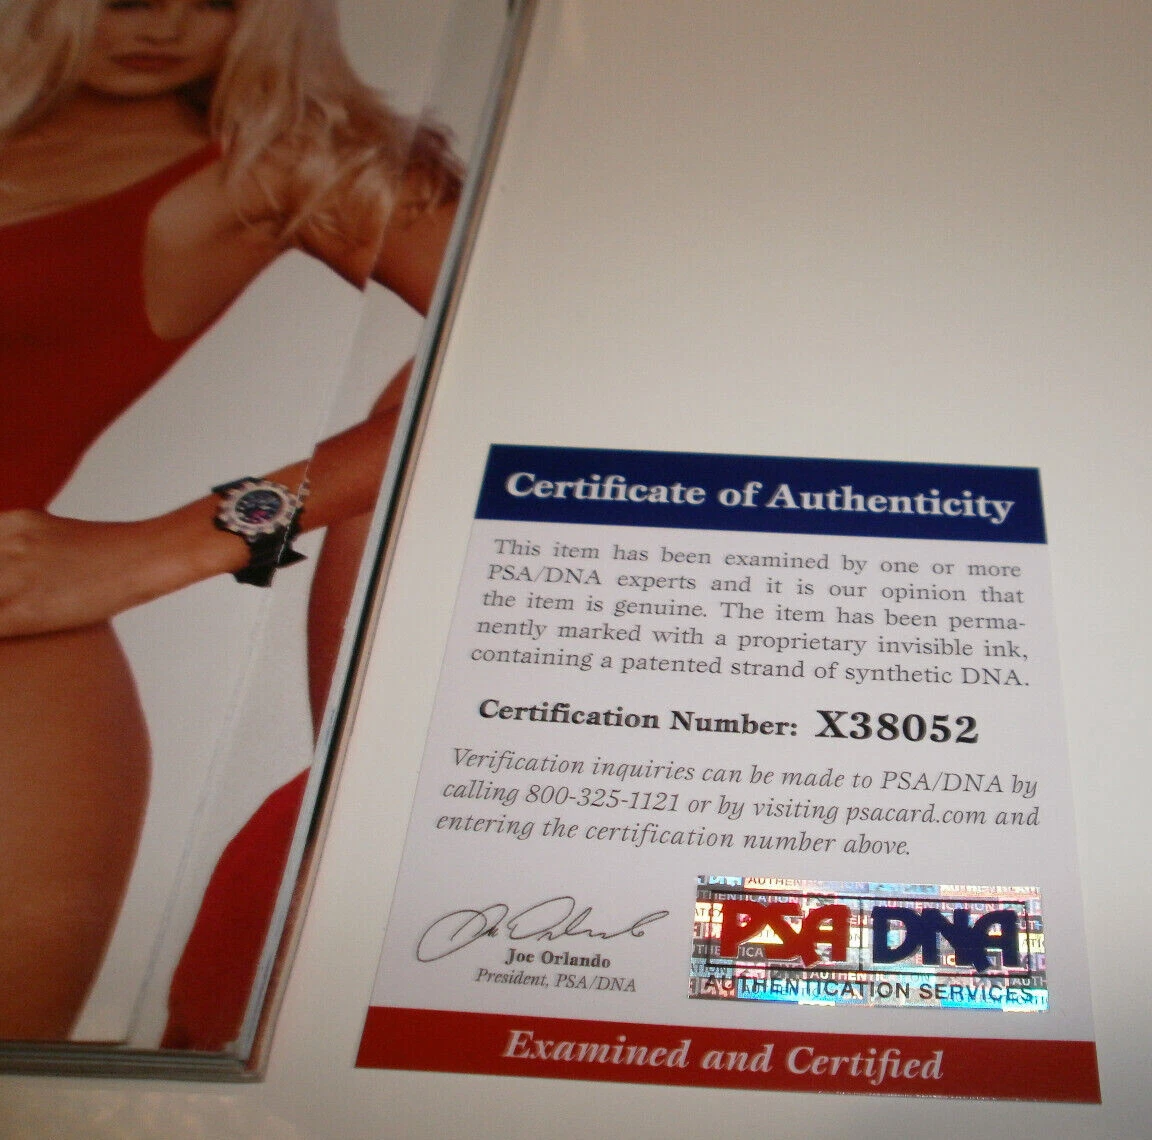 Certificate of Authenticity
This item has been examined by one or more
PSA/DNA experts and it is our opinion that
the item is genuine. The item has been perma-
nently marked with a proprietary invisible ink,
containing a patented strand of synthetic DNA.
Certification Number: X38052
Verification inquiries can be made to PSA/DNA by
calling 800-325-1121 or by visiting psacard.com and
entering the certification number above.
Joe Orlando
President, PSA/DNA
PSA DNA
AUTHENTICATION SERVICES
Examined and Certified